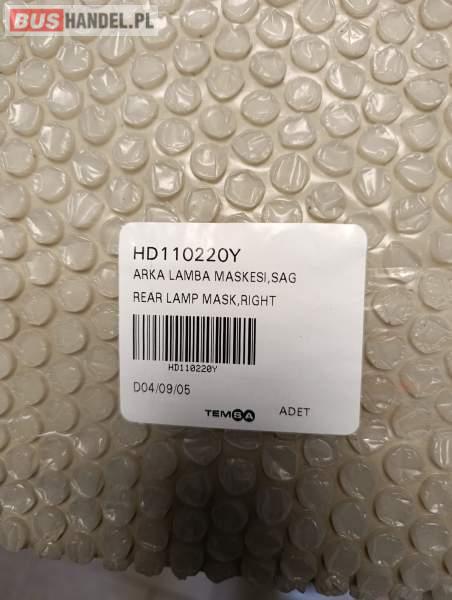 BUSHANDEL.PL
HD110220Y
ARKA LAMBA MASKESI,SAG
REAR LAMP MASK,RIGHT
HD110220Y
D04/09/05
TEMSA ADET